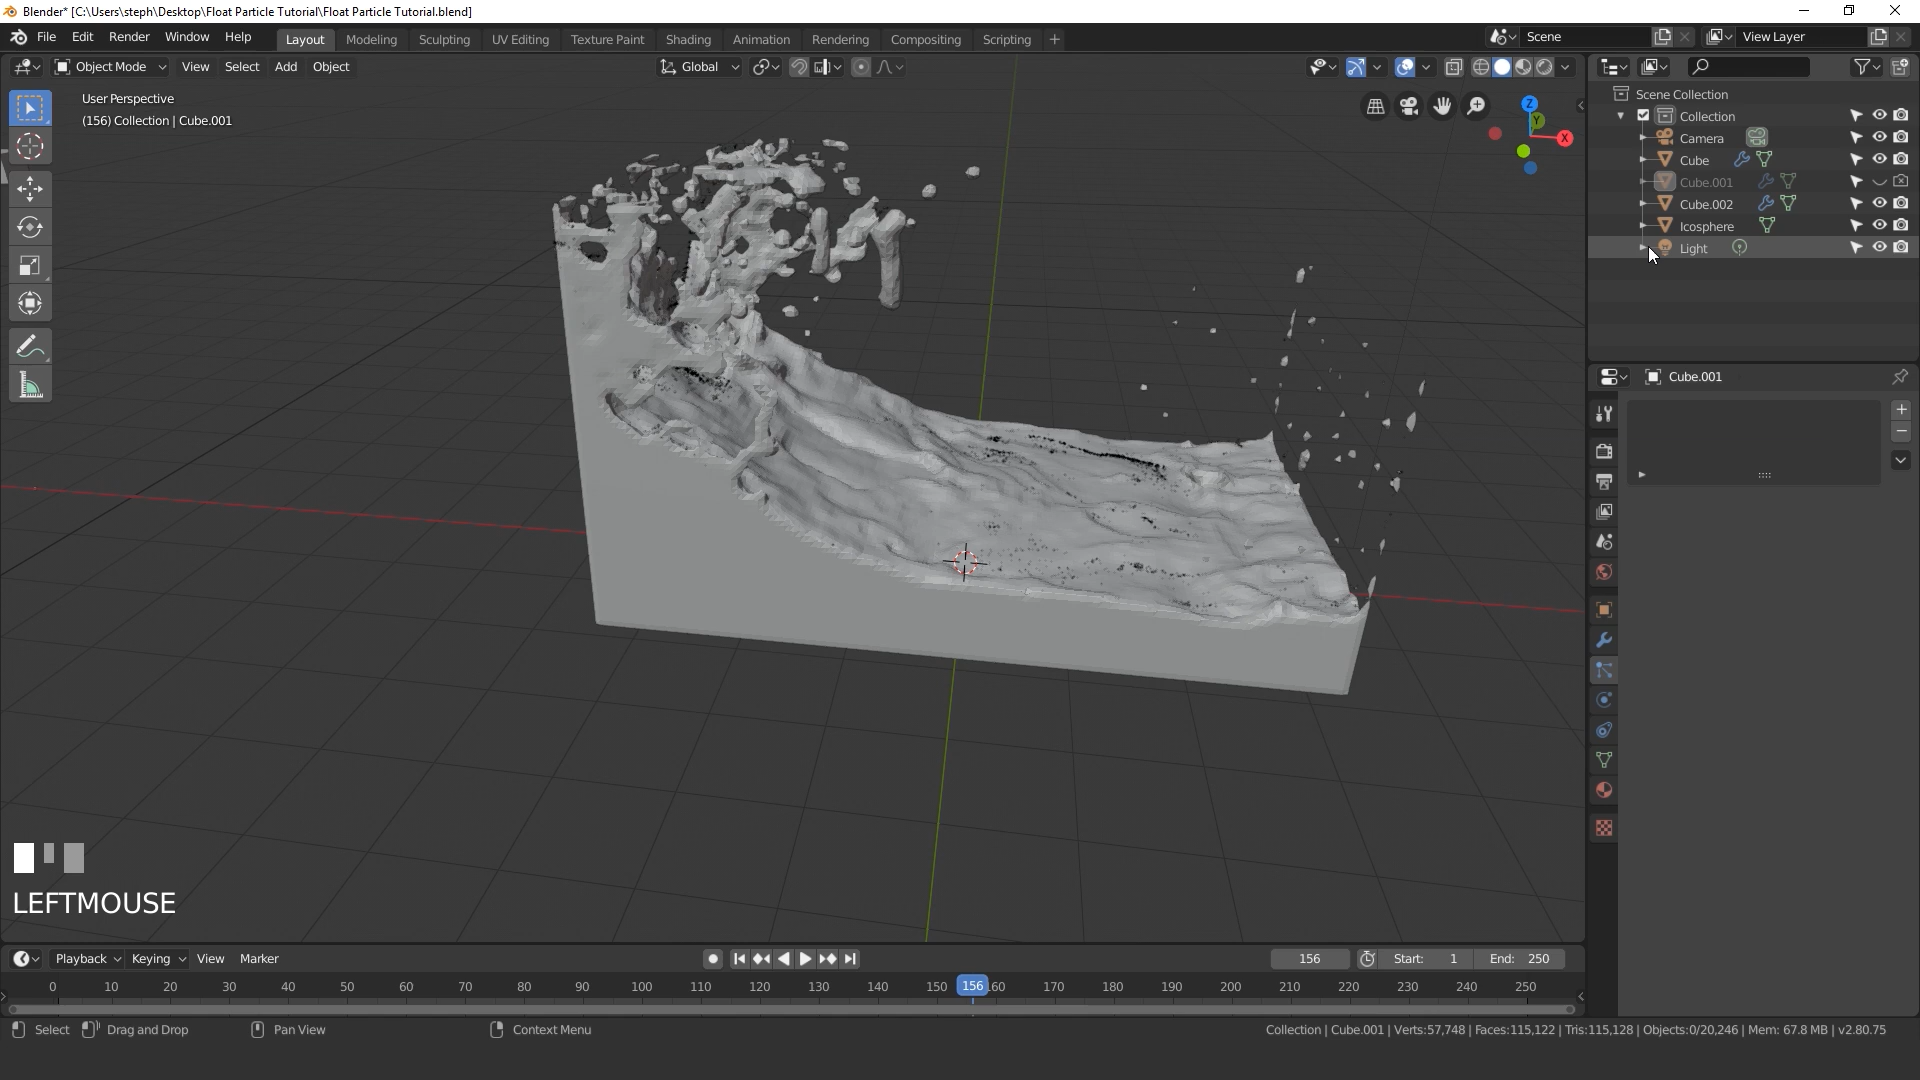 Blender* [C:\Users\steph\Desktop\Float Particle Tutorial\Float Particle Tutorial.blend]
File Edit Render Window Help Layout Modeling Sculpting UV Editing Texture Paint Shading Animation Rendering Compositing Scripting + Scene View Layer
Object Mode View Select Add Object Global
User Perspective
(156) Collection | Cube.001
Z
Y
X
Scene Collection
Collection
Camera
Cube
Cube.001
Cube.002
Icosphere
Light
Cube.001
LEFTMOUSE
Playback Keying View Marker 156 Start: 1 End: 250
0 10 20 30 40 50 60 70 80 90 100 110 120 130 140 150 156 160 170 180 190 200 210 220 230 240 250
Select Drag and Drop Pan View Context Menu Collection | Cube.001 | Verts:57,748 | Faces:115,122 | Tris:115,128 | Objects:0/20,246 | Mem: 67.8 MB | v2.80.75